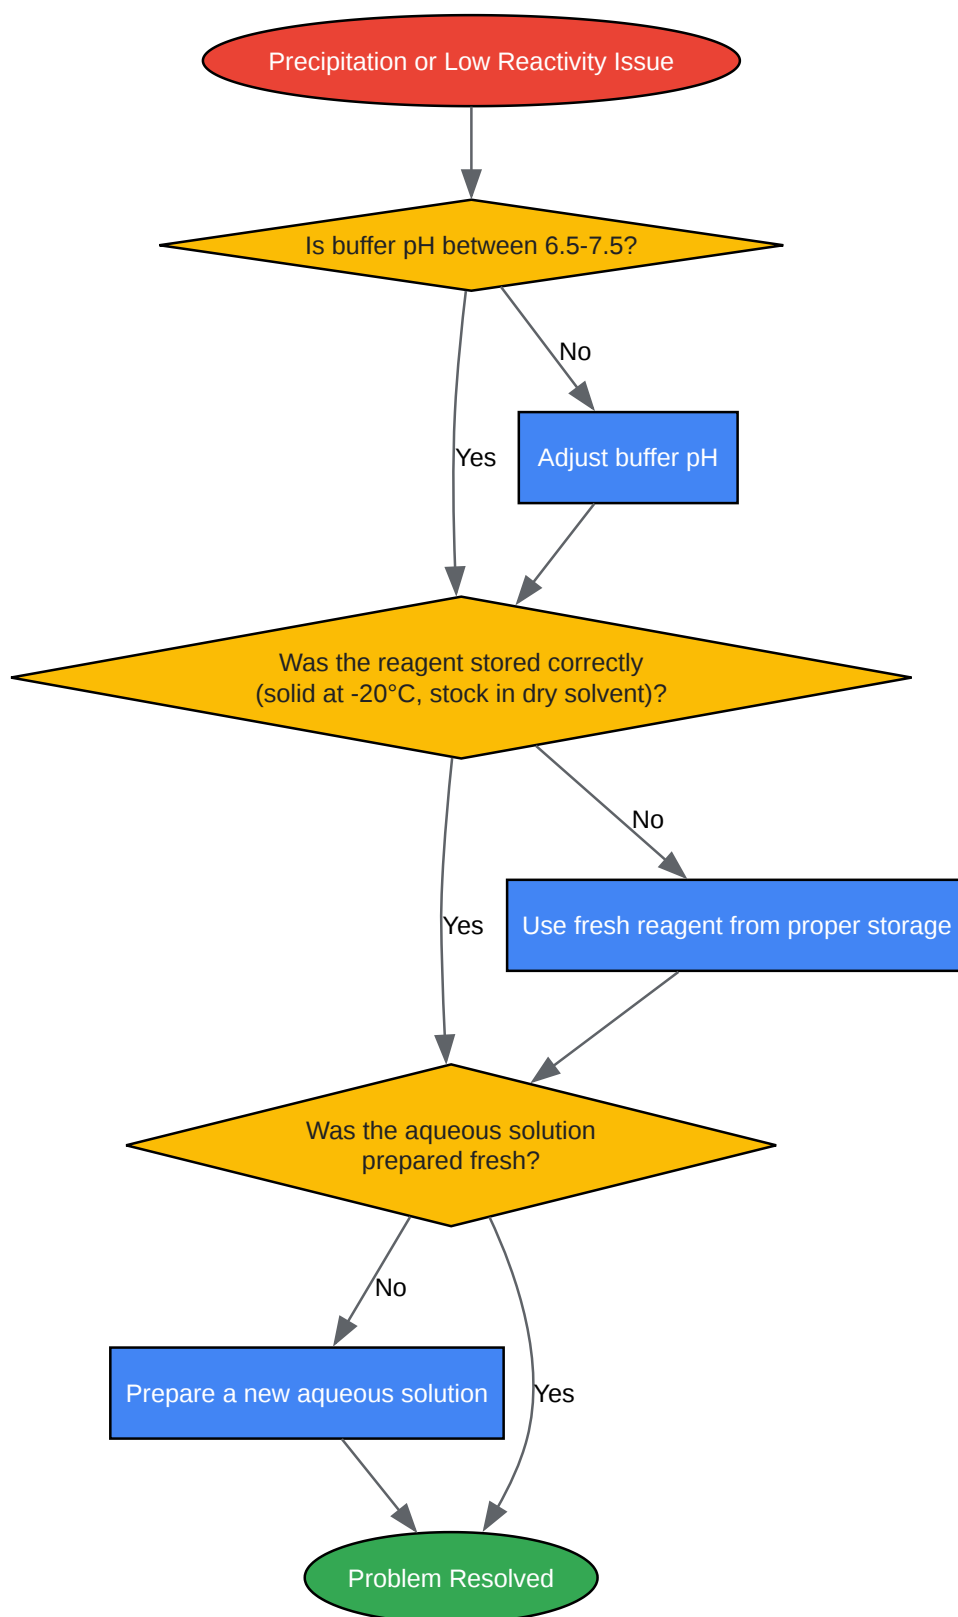 Precipitation or Low Reactivity Issue
Is buffer pH between 6.5-7.5?
No
Yes
Adjust buffer pH
Was the reagent stored correctly
(solid at -20°C, stock in dry solvent)?
No
Yes
Use fresh reagent from proper storage
Was the aqueous solution
prepared fresh?
No
Prepare a new aqueous solution
Yes
Problem Resolved